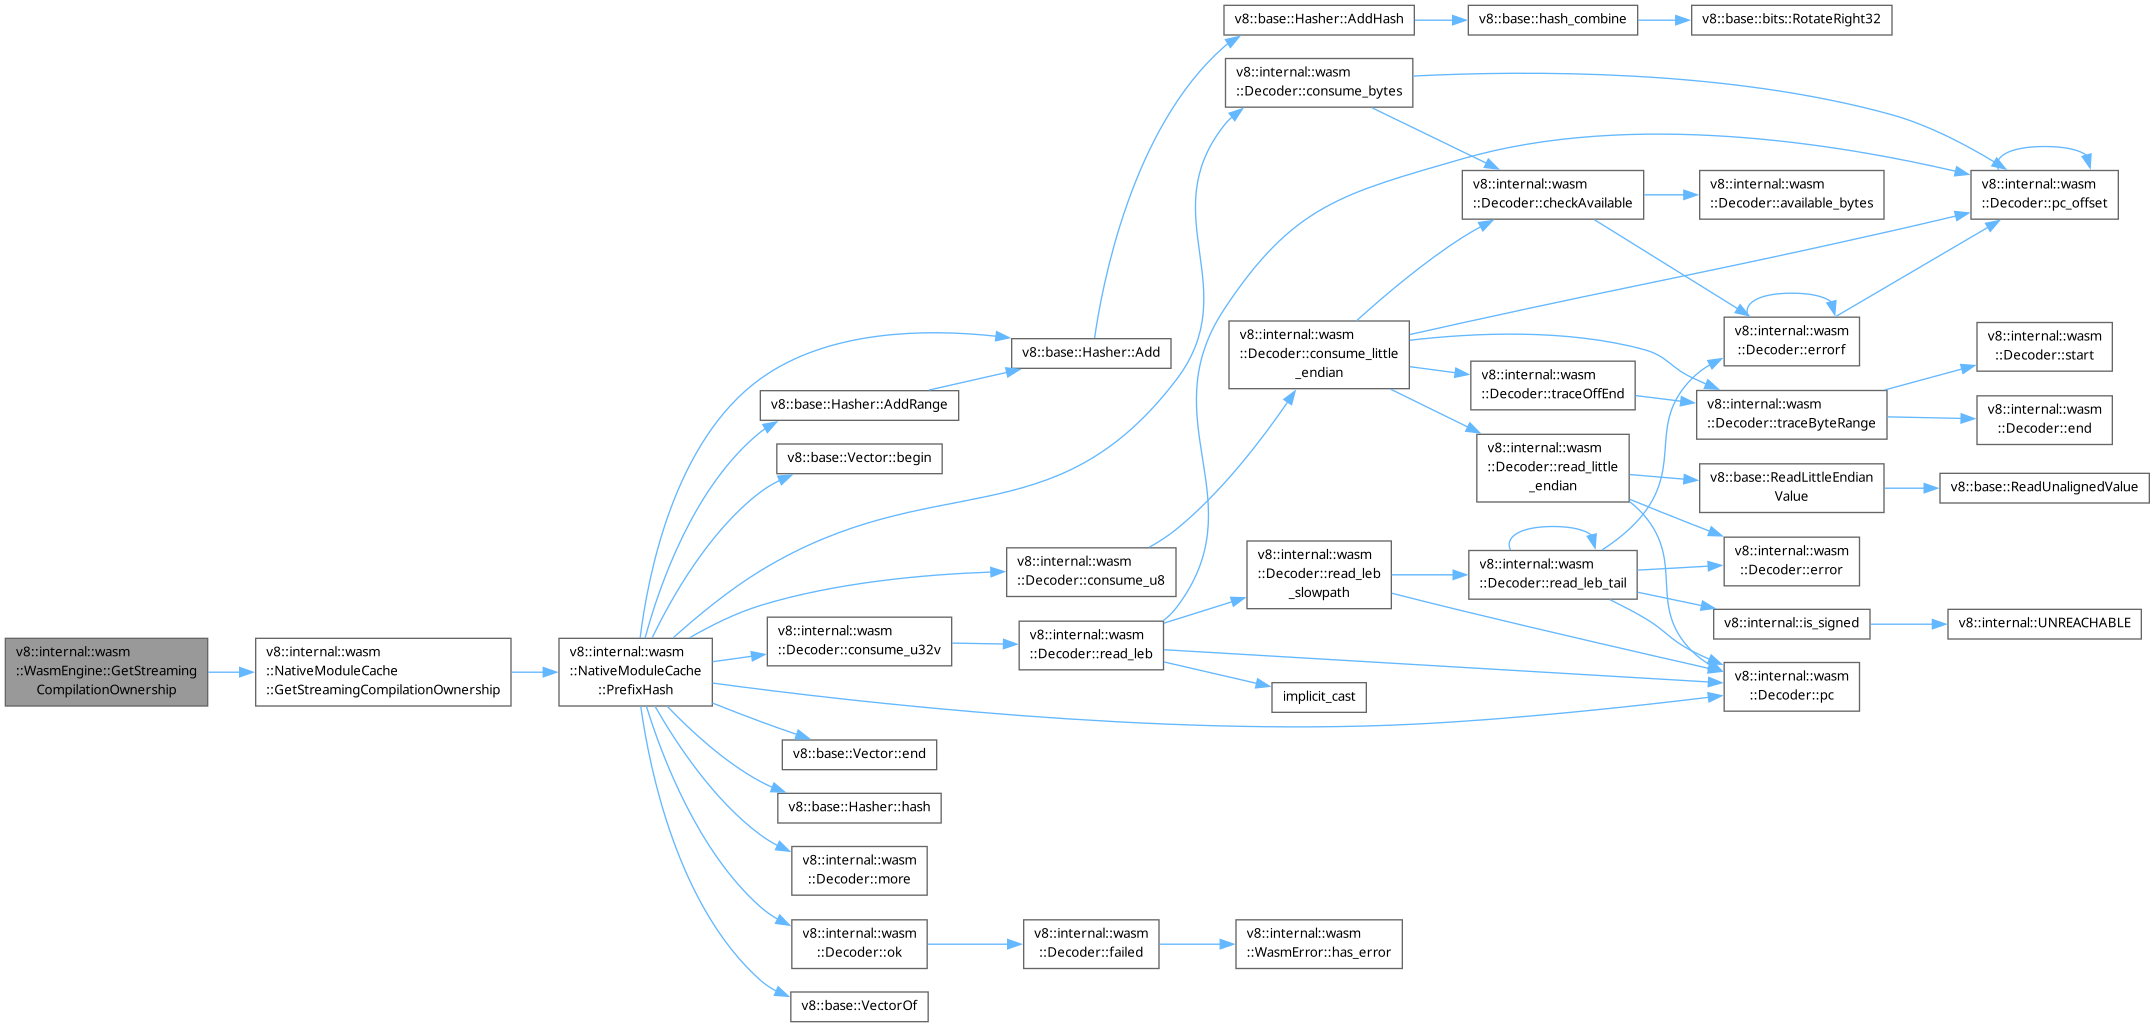 v8::internal::wasm
::WasmEngine::GetStreaming
CompilationOwnership
v8::internal::wasm
::NativeModuleCache
::GetStreamingCompilationOwnership
v8::internal::wasm
::NativeModuleCache
::PrefixHash
v8::base::Hasher::Add
v8::base::Hasher::AddHash
v8::base::hash_combine
v8::base::bits::RotateRight32
v8::base::Hasher::AddRange
v8::base::Vector::begin
v8::internal::wasm
::Decoder::consume_bytes
v8::internal::wasm
::Decoder::checkAvailable
v8::internal::wasm
::Decoder::available_bytes
v8::internal::wasm
::Decoder::pc_offset
v8::internal::wasm
::Decoder::errorf
v8::internal::wasm
::Decoder::consume_u8
v8::internal::wasm
::Decoder::consume_little
_endian
v8::internal::wasm
::Decoder::traceOffEnd
v8::internal::wasm
::Decoder::traceByteRange
v8::internal::wasm
::Decoder::start
v8::internal::wasm
::Decoder::end
v8::internal::wasm
::Decoder::read_little
_endian
v8::base::ReadLittleEndian
Value
v8::base::ReadUnalignedValue
v8::internal::wasm
::Decoder::error
v8::internal::wasm
::Decoder::pc
v8::internal::wasm
::Decoder::consume_u32v
v8::internal::wasm
::Decoder::read_leb
v8::internal::wasm
::Decoder::read_leb
_slowpath
v8::internal::wasm
::Decoder::read_leb_tail
v8::internal::is_signed
v8::internal::UNREACHABLE
implicit_cast
v8::base::Vector::end
v8::base::Hasher::hash
v8::internal::wasm
::Decoder::more
v8::internal::wasm
::Decoder::ok
v8::internal::wasm
::Decoder::failed
v8::internal::wasm
::WasmError::has_error
v8::base::VectorOf